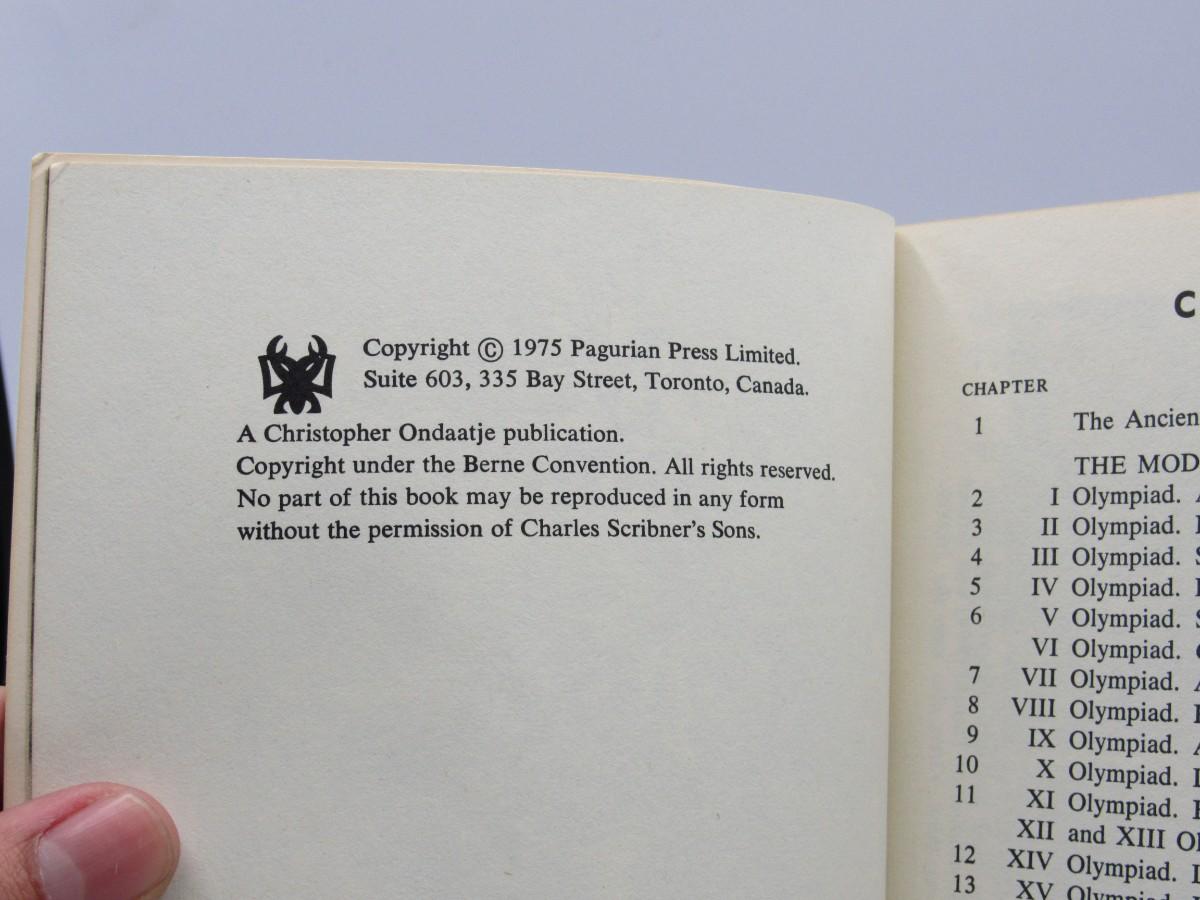 Copyright © 1975 Pagurian Press Limited.
Suite 603, 335 Bay Street, Toronto, Canada.
A Christopher Ondaatje publication.
Copyright under the Berne Convention. All rights reserved.
No part of this book may be reproduced in any form
without the permission of Charles Scribner's Sons.
C
CHAPTER
1 The Ancien
THE MOD
2 I Olympiad.
3 II Olympiad.
4 III Olympiad.
5 IV Olympiad.
6 V Olympiad.
VI Olympiad.
7 VII Olympiad.
8 VIII Olympiad.
9 IX Olympiad.
10 X Olympiad.
11 XI Olympiad.
XII and XIII Ol
12 XIV Olympiad.
13 XV Olympiad.